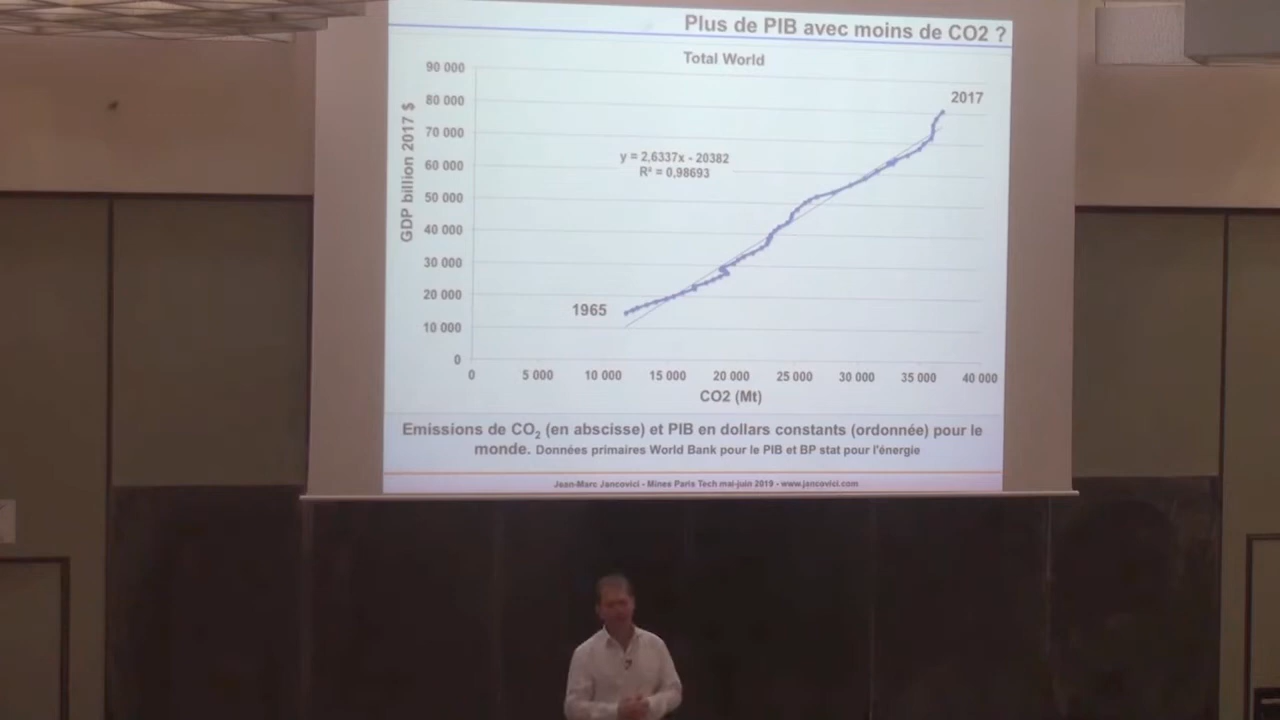 Plus de PIB avec moins de CO2 ?
Total World
90 000
80 000
70 000
60 000
50 000
40 000
30 000
20 000
10 000
0
GDP billion 2017 $
2017
y = 2,6337x - 20382
R² = 0,98693
1965
0 5 000 10 000 15 000 20 000 25 000 30 000 35 000 40 000
CO2 (Mt)
Emissions de CO₂ (en abscisse) et PIB en dollars constants (ordonnée) pour le
monde. Données primaires World Bank pour le PIB et BP stat pour l'énergie
Jean-Marc Jancovici - Mines Paris Tech mai-juin 2019 - www.jancovici.com